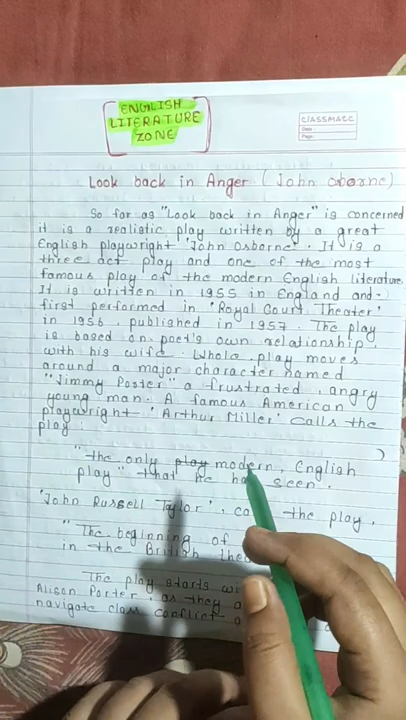 ENGLISH
LITERATURE
ZONE
CLASSMATE
Date :
Page :
Look back in Anger (John osborne)
So for as "Look back in Anger" is concerned
it is a realistic play written by a great
English playwright 'John Osborne'. It is a
three act play and one of the most
famous play of the modern English literature.
It is written in 1955 in England and
first performed in 'Royal Court Theater'
in 1956, published in 1957. The play
is based on poet's own relationship
with his wife. Whole play moves
around a major character named
"Jimmy Poster" a frustrated, angry
young man. A famous American
playwright 'Arthur Miller' calls the
play:
"the only play modern, English
play" that he ha seen.
'John Russell Taylor', ca the play,
"The beginning of
in the British the
The play starts wi
Alison Porter, as they a
navigate class conflict